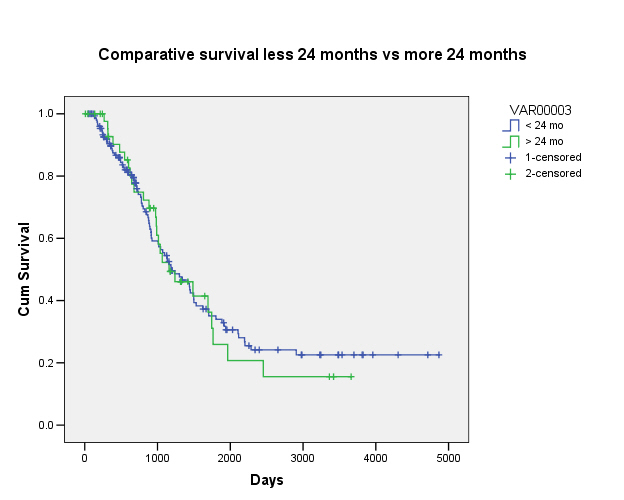 Comparative survival less 24 months vs more 24 months
VAR00003
< 24 mo
> 24 mo
1-censored
2-censored
Cum Survival
1.0
0.8
0.6
0.4
0.2
0.0
0 1000 2000 3000 4000 5000
Days